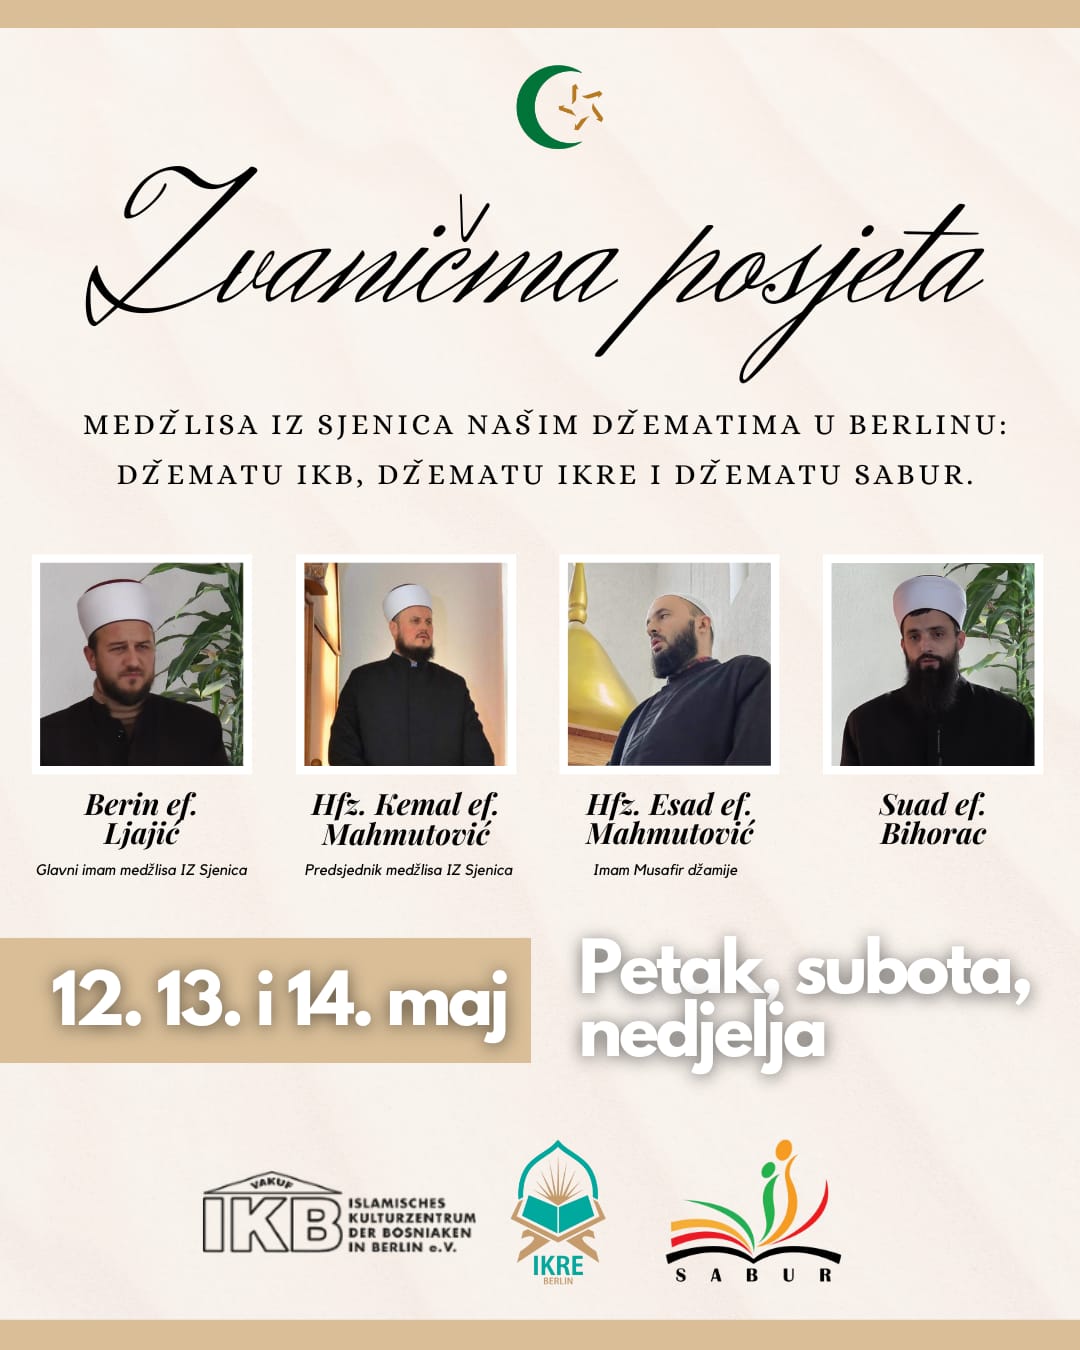 Zvanična posjeta
MEDŽLISA IZ SJENICA NAŠIM DŽEMATIMA U BERLINU:
DŽEMATU IKB, DŽEMATU IKRE I DŽEMATU SABUR.
Berin ef.
Ljajić
Glavni imam medžlisa IZ Sjenica
Hfz. Kemal ef.
Mahmutović
Predsjednik medžlisa IZ Sjenica
Hfz. Esad ef.
Mahmutović
Imam Musafir džamije
Suad ef.
Bihorac
12. 13. i 14. maj
Petak, subota,
nedjelja
VAKUF
IKB
ISLAMISCHES
KULTURZENTRUM
DER BOSNIAKEN
IN BERLIN e.V.
IKRE
BERLIN
SABUR